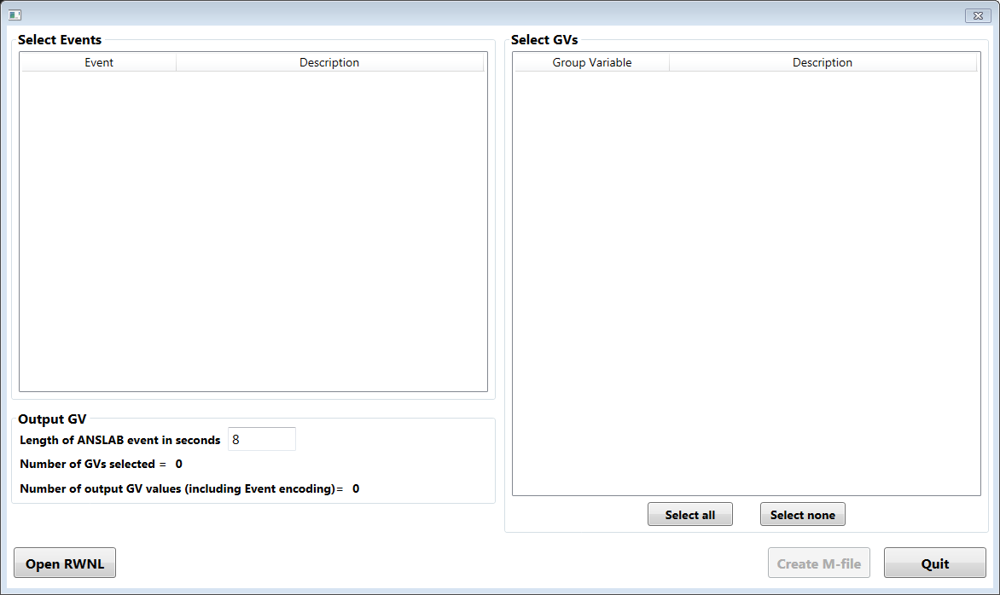 Select Events
Event Description
Output GV
Length of ANSLAB event in seconds 8
Number of GVs selected = 0
Number of output GV values (including Event encoding)= 0
Select GVs
Group Variable Description
Select all Select none
Open RWNL Create M-file Quit